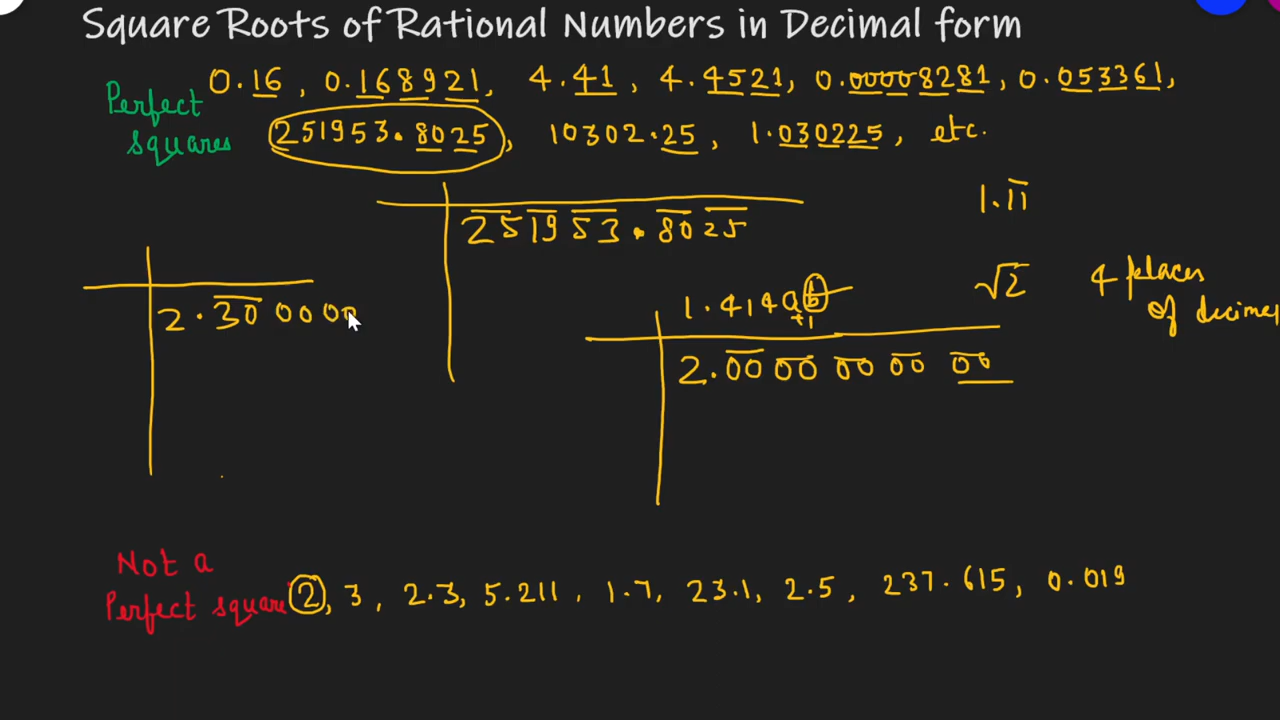 Square Roots of Rational Numbers in Decimal form
Perfect squares
0.16 , 0.168921, 4.41 , 4.4521, 0.00008281, 0.053361,
251953.8025 , 10302.25 , 1.030225 , etc.
1.11
251953.8025
√2
4 places of decimal
2.300000
1.414ab
+1
2.0000000000
Not a Perfect square
2, 3, 2.3, 5.211, 1.7, 23.1, 2.5, 237.615, 0.019